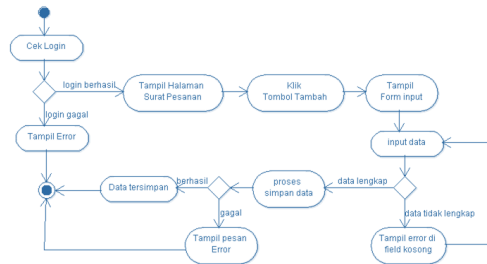 Cek Login
login berhasil
Tampil Halaman
Surat Pesanan
Klik
Tombol Tambah
Tampil
Form input
login gagal
Tampil Error
input data
berhasil
Data tersimpan
proses
simpan data
data lengkap
gagal
data tidak lengkap
Tampil pesan
Error
Tampil error di
field kosong